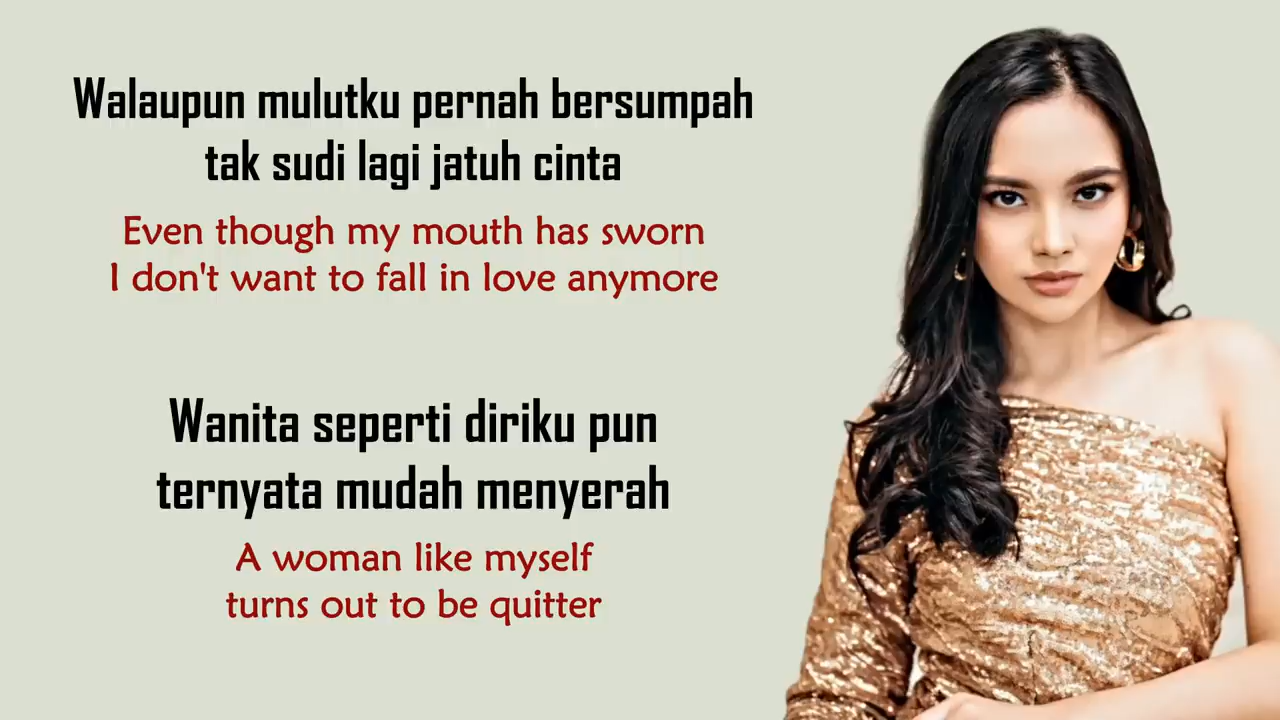 Walaupun mulutku pernah bersumpah
tak sudi lagi jatuh cinta
Even though my mouth has sworn
I don't want to fall in love anymore
Wanita seperti diriku pun
ternyata mudah menyerah
A woman like myself
turns out to be quitter